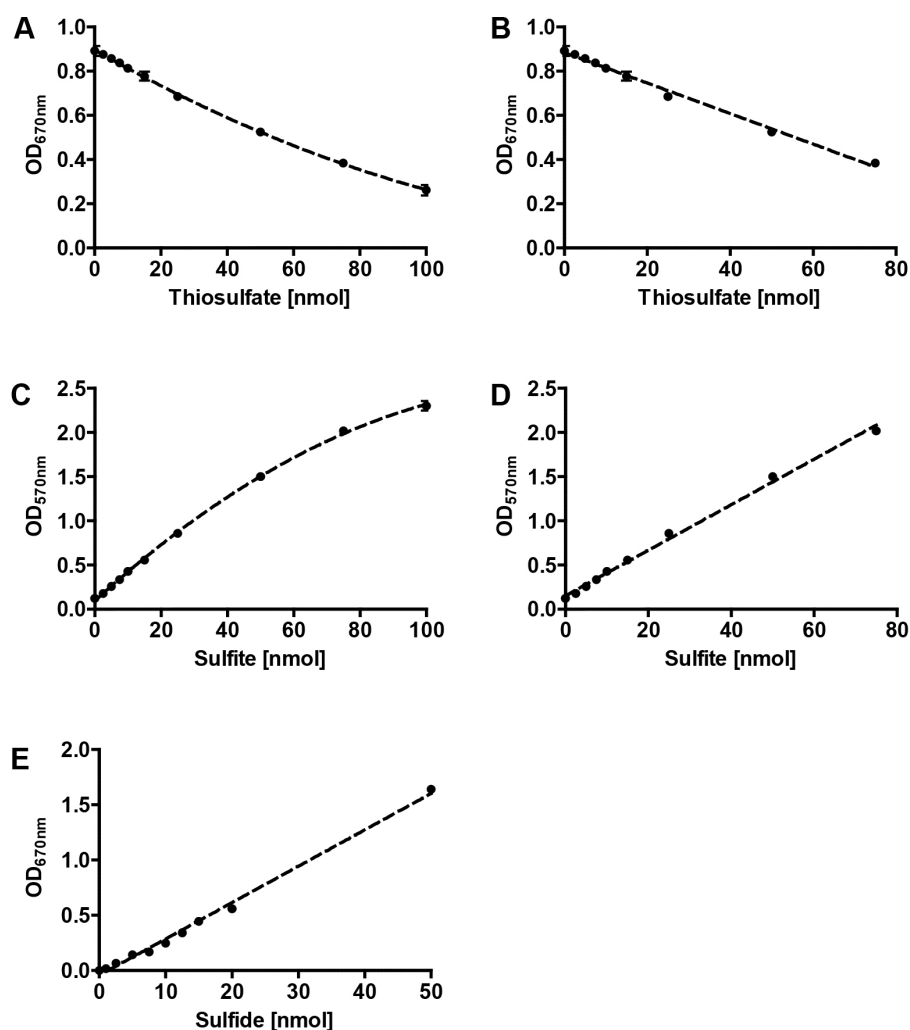 A
1.0
0.8
0.6
0.4
0.2
0.0
OD670nm
0 20 40 60 80 100
Thiosulfate [nmol]
B
1.0
0.8
0.6
0.4
0.2
0.0
OD670nm
0 20 40 60 80
Thiosulfate [nmol]
C
2.5
2.0
1.5
1.0
0.5
0.0
OD570nm
0 20 40 60 80 100
Sulfite [nmol]
D
2.5
2.0
1.5
1.0
0.5
0.0
OD570nm
0 20 40 60 80
Sulfite [nmol]
E
2.0
1.5
1.0
0.5
0.0
OD670nm
0 10 20 30 40 50
Sulfide [nmol]